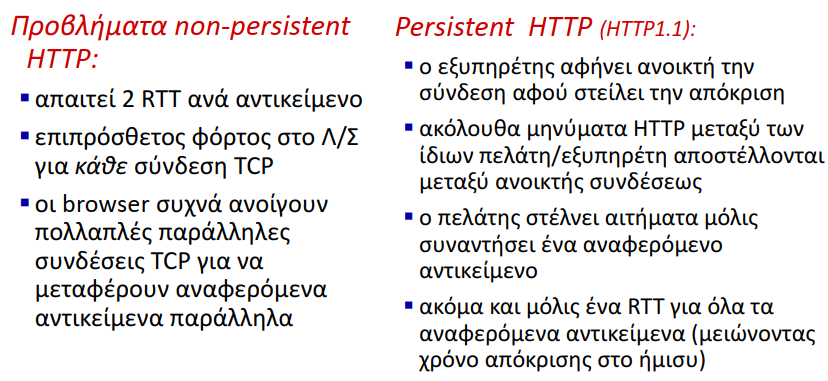 Προβλήματα non-persistent
HTTP:
▪ απαιτεί 2 RTT ανά αντικείμενο
▪ επιπρόσθετος φόρτος στο Λ/Σ
για κάθε σύνδεση TCP
▪ οι browser συχνά ανοίγουν
πολλαπλές παράλληλες
συνδέσεις TCP για να
μεταφέρουν αναφερόμενα
αντικείμενα παράλληλα
Persistent HTTP (HTTP1.1):
▪ ο εξυπηρέτης αφήνει ανοικτή την
σύνδεση αφού στείλει την απόκριση
▪ ακόλουθα μηνύματα HTTP μεταξύ των
ίδιων πελάτη/εξυπηρέτη αποστέλλονται
μεταξύ ανοικτής συνδέσεως
▪ ο πελάτης στέλνει αιτήματα μόλις
συναντήσει ένα αναφερόμενο
αντικείμενο
▪ ακόμα και μόλις ένα RTT για όλα τα
αναφερόμενα αντικείμενα (μειώνοντας
χρόνο απόκρισης στο ήμισυ)